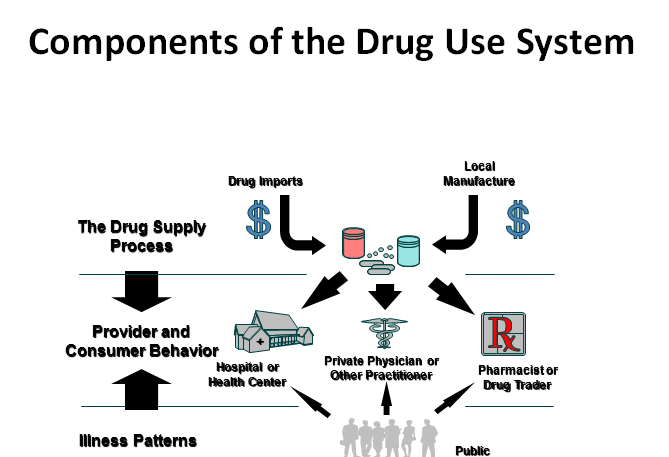 Components of the Drug Use System
Drug Imports
Local
Manufacture
$
$
The Drug Supply
Process
Provider and
Consumer Behavior
Hospital or
Health Center
Private Physician or
Other Practitioner
Rx
Pharmacist or
Drug Trader
Illness Patterns
Public